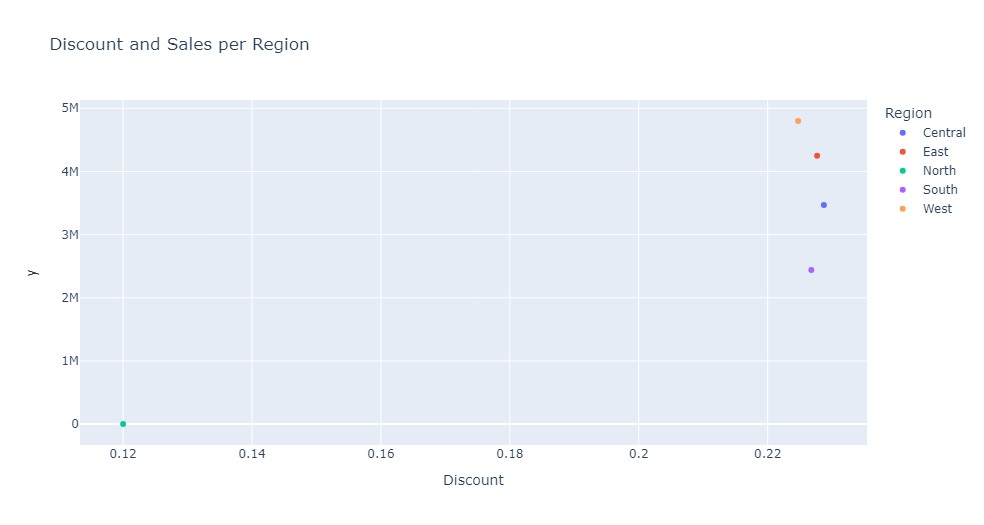 Discount and Sales per Region
5M
4M
3M
2M
1M
0
y
0.12 0.14 0.16 0.18 0.2 0.22
Discount
Region
Central
East
North
South
West